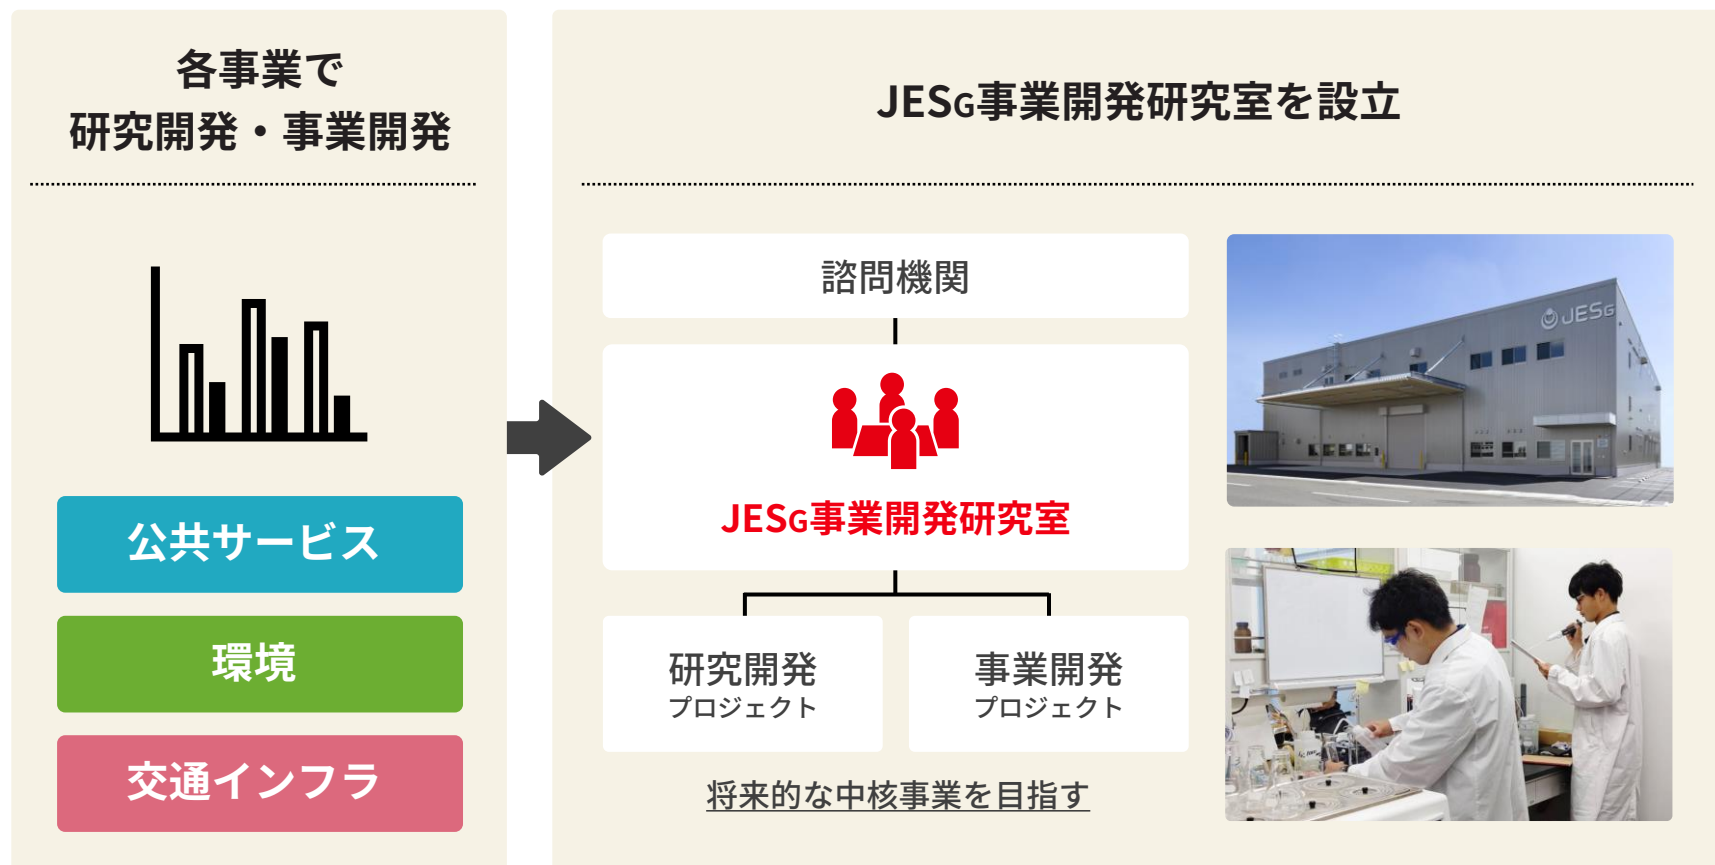 各事業で
研究開発・事業開発
公共サービス
環境
交通インフラ
JESG事業開発研究室を設立
諮問機関
JESG事業開発研究室
研究開発
プロジェクト
事業開発
プロジェクト
将来的な中核事業を目指す
JESG